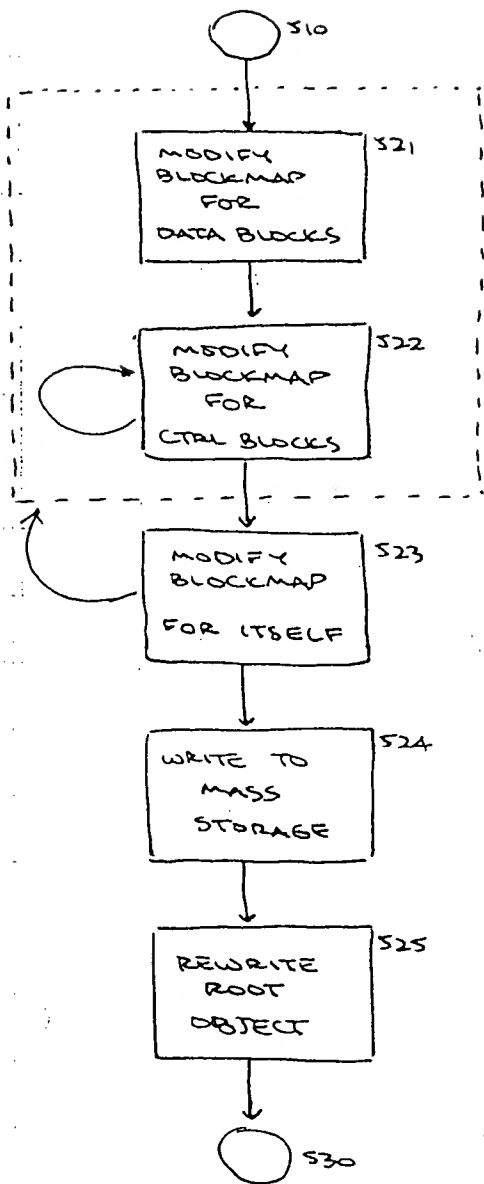 510
MODIFY
BLOCKMAP
FOR
DATA BLOCKS
521
MODIFY
BLOCKMAP
FOR
CTRL BLOCKS
522
MODIFY
BLOCKMAP
FOR ITSELF
523
WRITE TO
MASS
STORAGE
524
REWRITE
ROOT
OBJECT
525
530